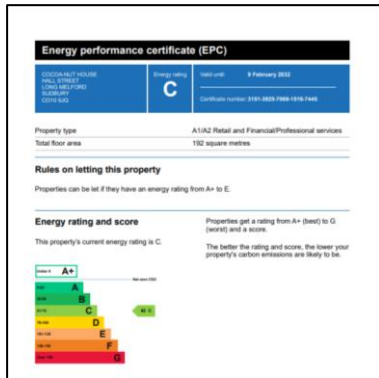 Energy performance certificate (EPC)
COCOA-NUT HOUSE
HALL STREET
LONG MELFORD
SUDBURY
CO10 9JQ
Energy rating
C
Valid until: 9 February 2032
Certificate number:
Property type A1/A2 Retail and Financial/Professional services
Total floor area 192 square metres
Rules on letting this property
Properties can be let if they have an energy rating from A+ to E.
Energy rating and score
This property's current energy rating is C.
Properties get a rating from A+ (best) to G
(worst) and a score.
The better the rating and score, the lower your
property's carbon emissions are likely to be.
A+
A
B
C
D
E
F
G